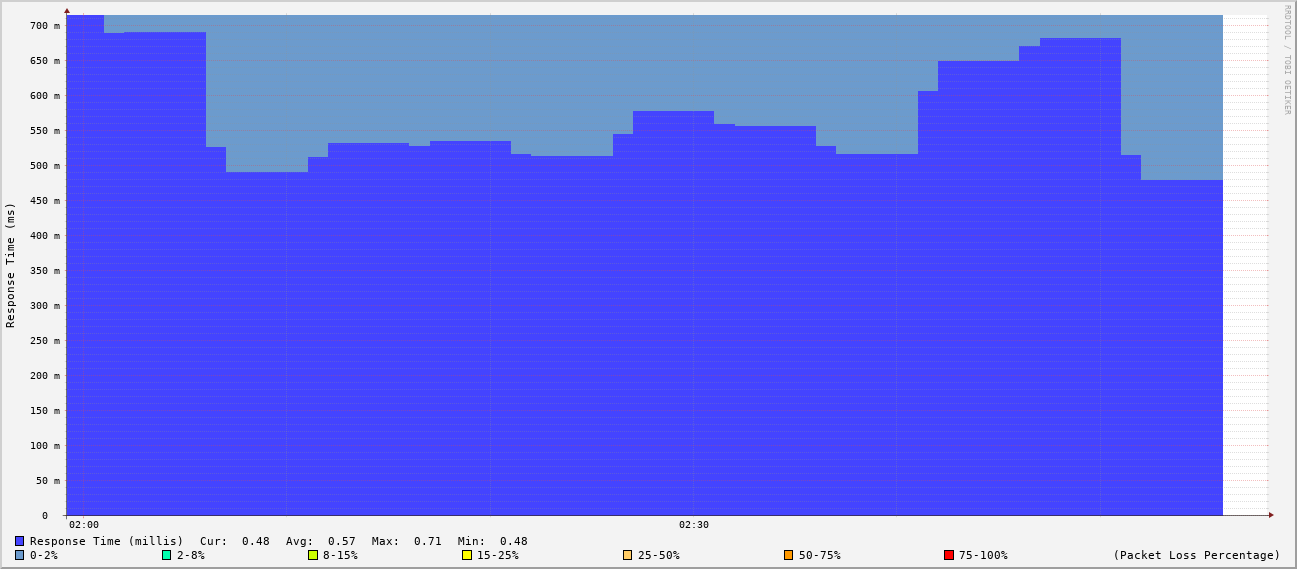 RRDTOOL / TOBI OETIKER
Response Time (ms)
700 m
650 m
600 m
550 m
500 m
450 m
400 m
350 m
300 m
250 m
200 m
150 m
100 m
50 m
0
02:00 02:30
Response Time (millis) Cur: 0.48 Avg: 0.57 Max: 0.71 Min: 0.48
0-2% 2-8% 8-15% 15-25% 25-50% 50-75% 75-100% (Packet Loss Percentage)